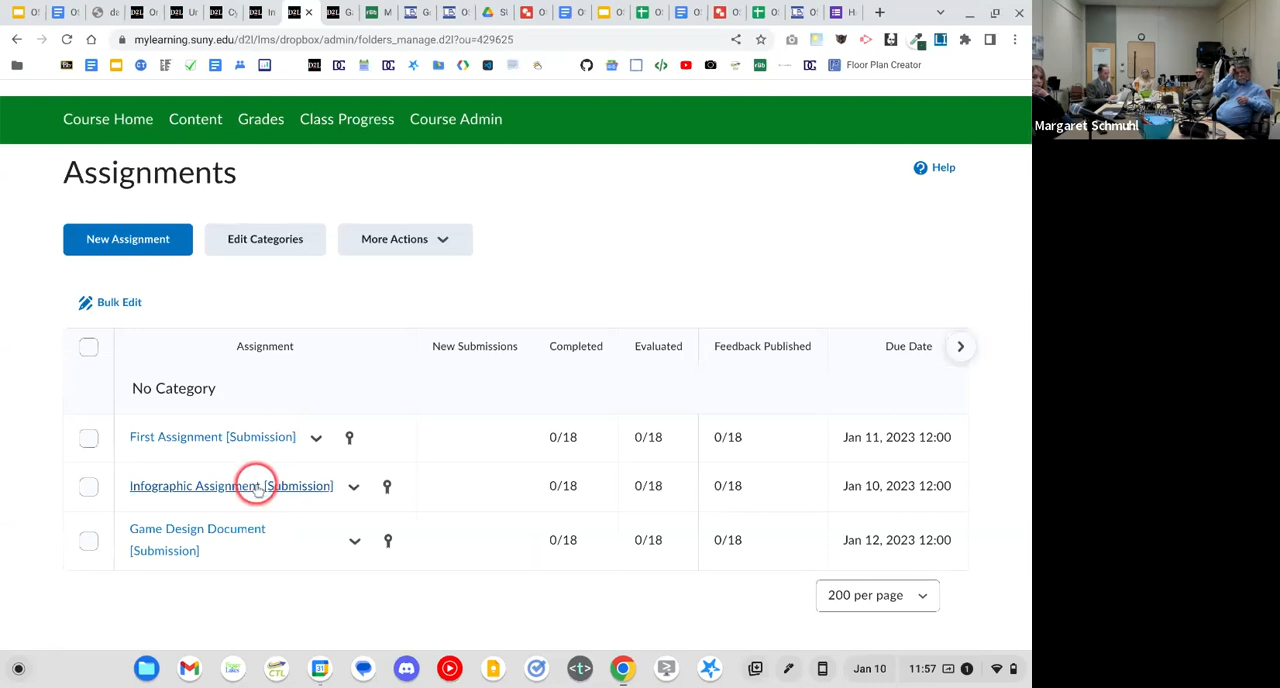 mylearning.suny.edu/d2l/lms/dropbox/admin/folders_manage.d2l?ou=429625
Floor Plan Creator
Margaret Schmuhl
Course Home Content Grades Class Progress Course Admin
Assignments
Help
New Assignment Edit Categories More Actions
Bulk Edit
Assignment New Submissions Completed Evaluated Feedback Published Due Date
No Category
First Assignment [Submission] 0/18 0/18 0/18 Jan 11, 2023 12:00
Infographic Assignment [Submission] 0/18 0/18 0/18 Jan 10, 2023 12:00
Game Design Document
[Submission] 0/18 0/18 0/18 Jan 12, 2023 12:00
200 per page
CTL 31 <t> Jan 10 11:57 1